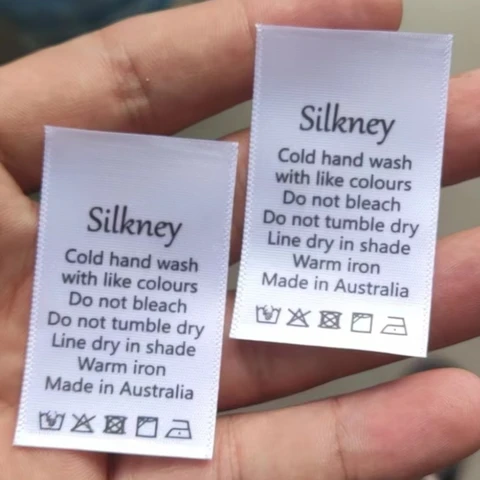 Silkney
Cold hand wash
with like colours
Do not bleach
Do not tumble dry
Line dry in shade
Warm iron
Made in Australia
Silkney
Cold hand wash
with like colours
Do not bleach
Do not tumble dry
Line dry in shade
Warm iron
Made in Australia